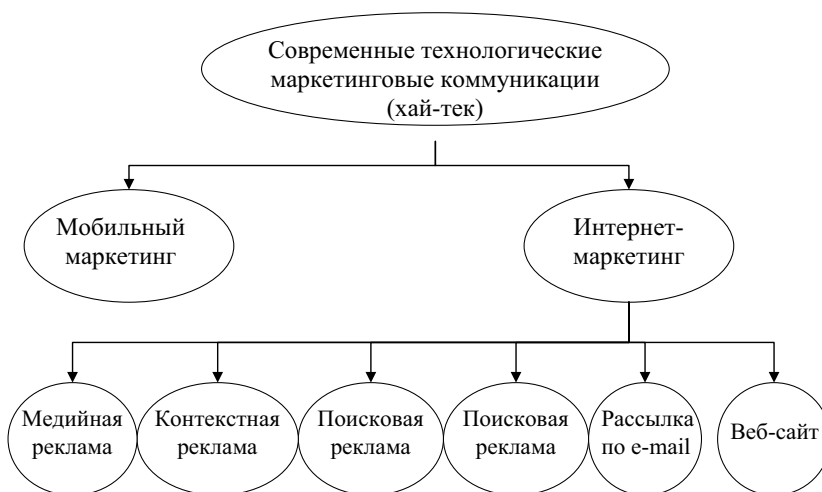 Современные технологические
маркетинговые коммуникации
(хай-тек)
Мобильный
маркетинг
Интернет-
маркетинг
Медийная
реклама
Контекстная
реклама
Поисковая
реклама
Поисковая
реклама
Рассылка
по e-mail
Веб-сайт